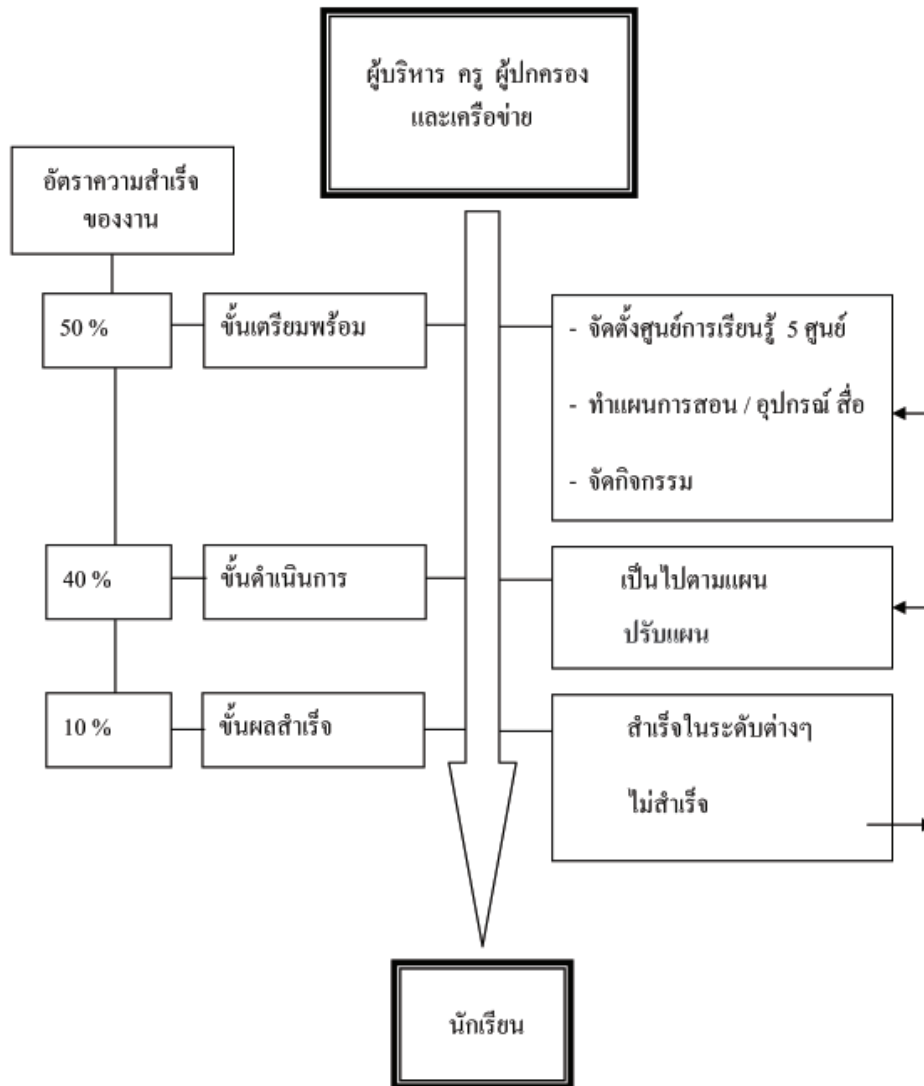 ผู้บริหาร ครู ผู้ปกครอง
และเครือข่าย
อัตราความสำเร็จ
ของงาน
50 %
ขั้นเตรียมพร้อม
- จัดตั้งศูนย์การเรียนรู้ 5 ศูนย์
- ทำแผนการสอน / อุปกรณ์ สื่อ
- จัดกิจกรรม
40 %
ขั้นดำเนินการ
เป็นไปตามแผน
ปรับแผน
10 %
ขั้นผลสำเร็จ
สำเร็จในระดับต่างๆ
ไม่สำเร็จ
นักเรียน